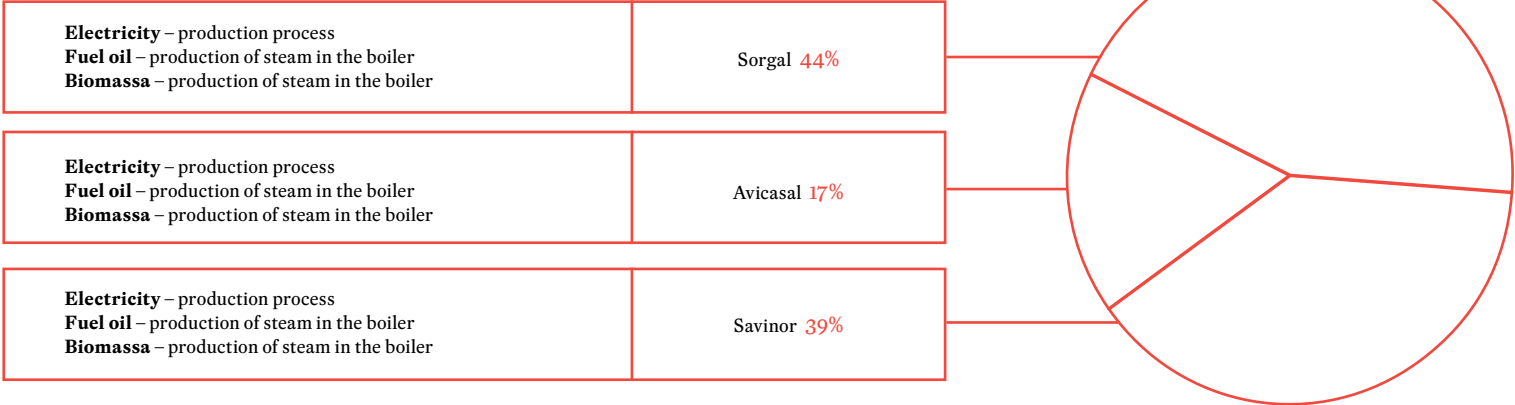 Electricity – production process
Fuel oil – production of steam in the boiler
Biomassa – production of steam in the boiler
Sorgal 44%
Electricity – production process
Fuel oil – production of steam in the boiler
Biomassa – production of steam in the boiler
Avicasal 17%
Electricity – production process
Fuel oil – production of steam in the boiler
Biomassa – production of steam in the boiler
Savinor 39%